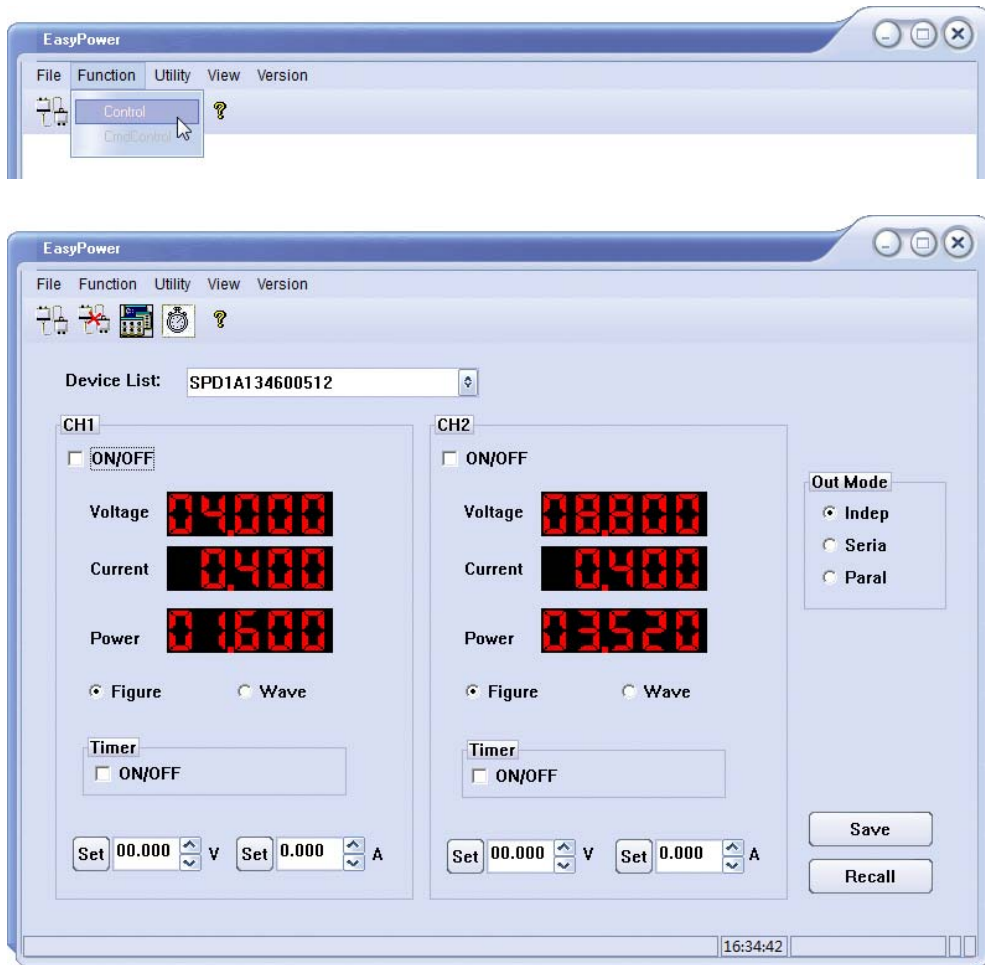 EasyPower
File Function Utility View Version
Control
CmdControl
EasyPower
File Function Utility View Version
Device List: SPD1A134600512
CH1
ON/OFF
Voltage 04.000
Current 0.400
Power 01.600
Figure Wave
Timer
ON/OFF
Set 00.000 V Set 0.000 A
CH2
ON/OFF
Voltage 08.800
Current 0.400
Power 03.520
Figure Wave
Timer
ON/OFF
Set 00.000 V Set 0.000 A
Out Mode
Indep
Seria
Paral
Save
Recall
16:34:42